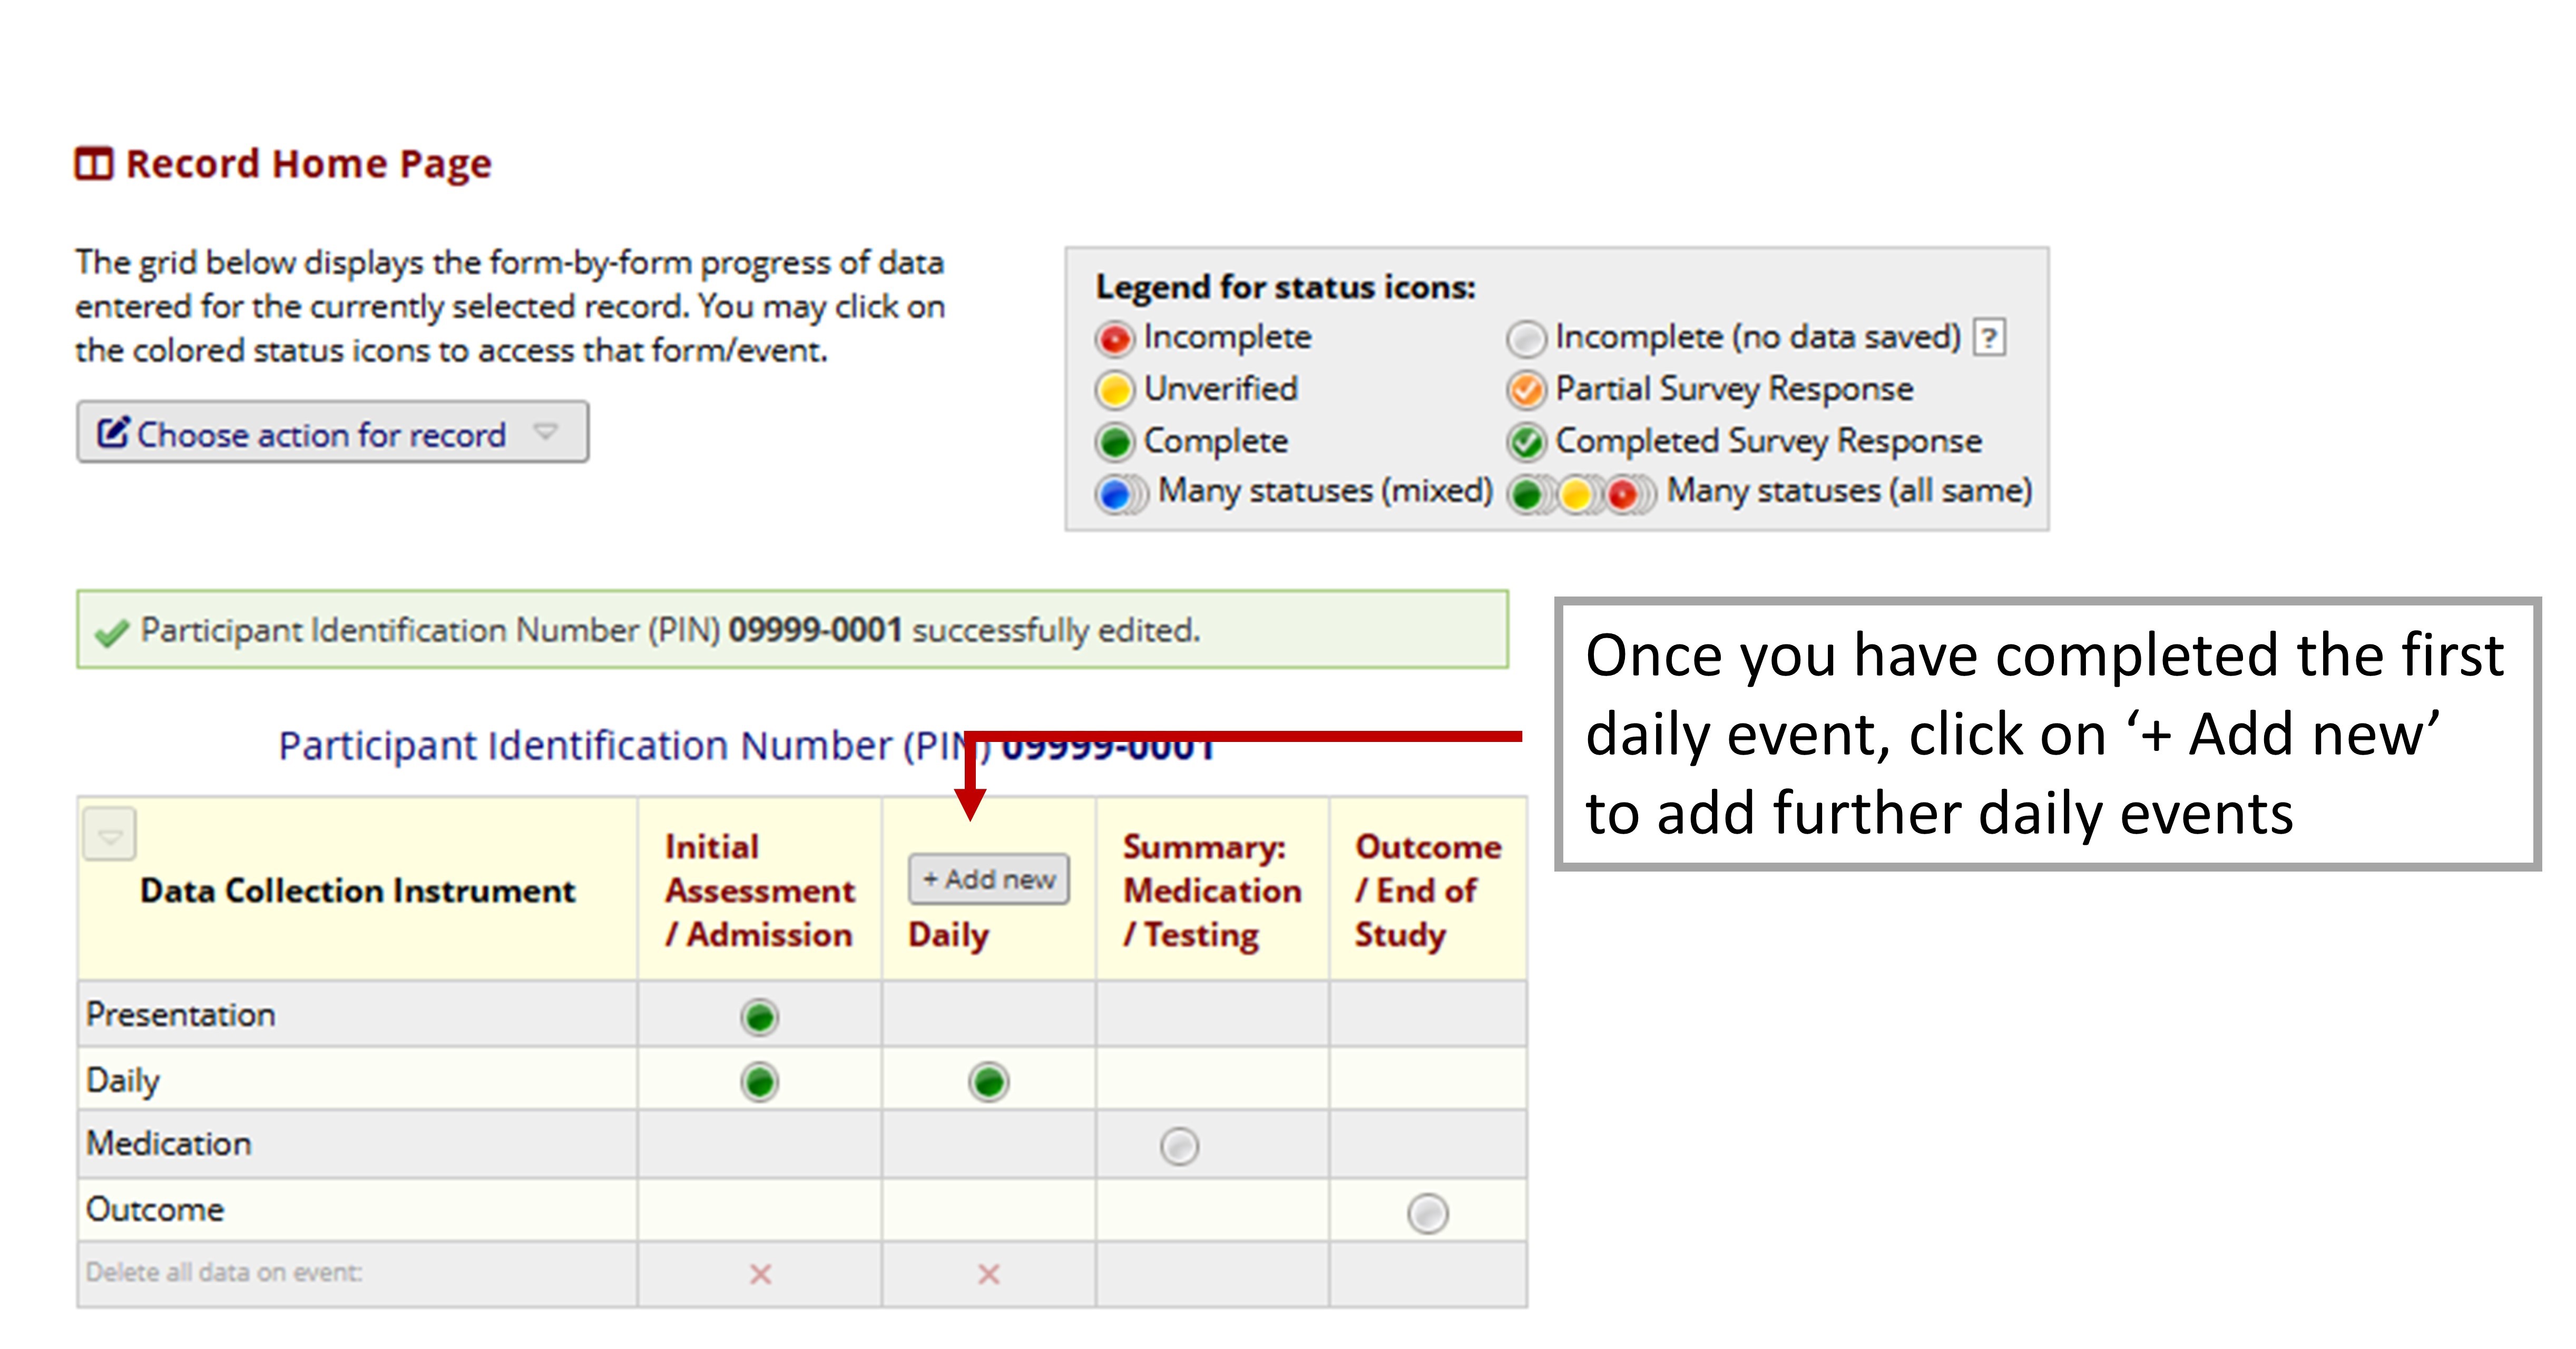 Record Home Page
The grid below displays the form-by-form progress of data
entered for the currently selected record. You may click on
the colored status icons to access that form/event.
Choose action for record
Legend for status icons:
Incomplete
Incomplete (no data saved) ?
Unverified
Partial Survey Response
Complete
Completed Survey Response
Many statuses (mixed)
Many statuses (all same)
Participant Identification Number (PIN) 09999-0001 successfully edited.
Once you have completed the first
daily event, click on ‘+ Add new’
to add further daily events
Participant Identification Number (PIN) 09999-0001
Data Collection Instrument
Initial
Assessment
/ Admission
+ Add new
Daily
Summary:
Medication
/ Testing
Outcome
/ End of
Study
Presentation
Daily
Medication
Outcome
Delete all data on event: